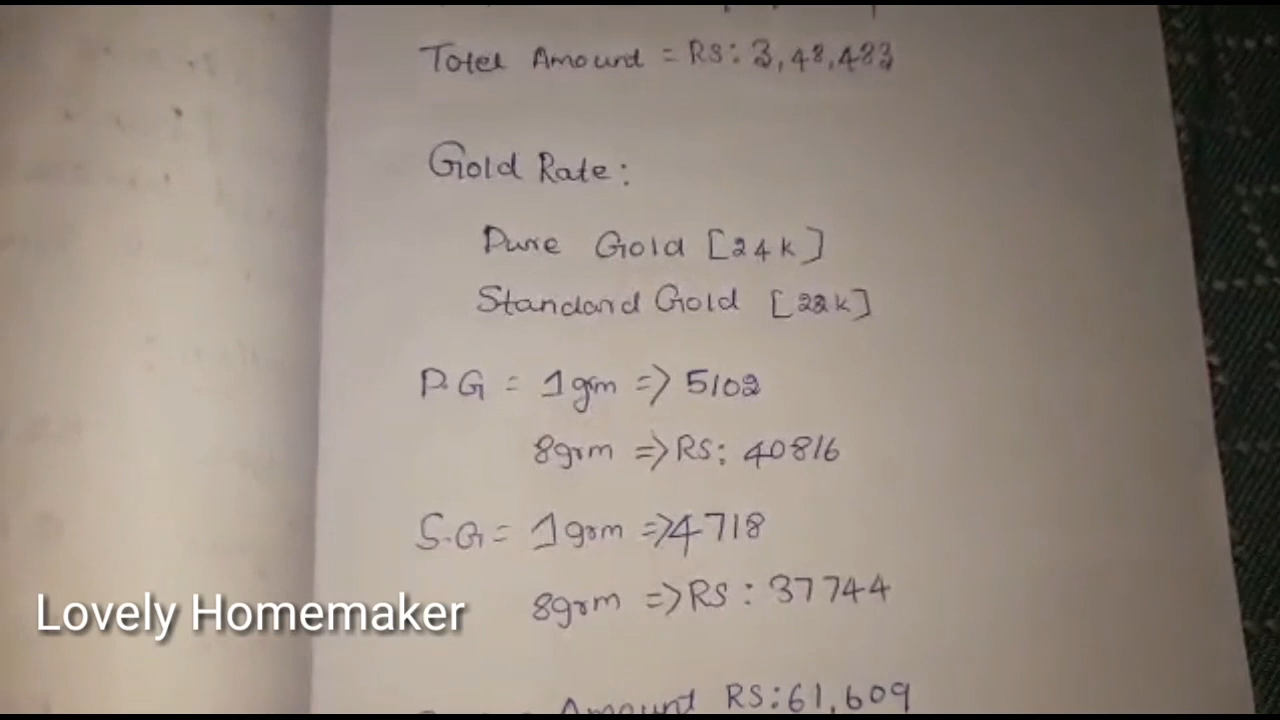 Totel Amound = RS: 3,48,483
Gold Rate:
Pure Gold [24k]
Standard Gold [22k]
P.G = 1grm => 5102
8grm => RS: 40816
S.G = 1grm => 4718
8grm => RS: 37744
Lovely Homemaker
Amount RS:61,609